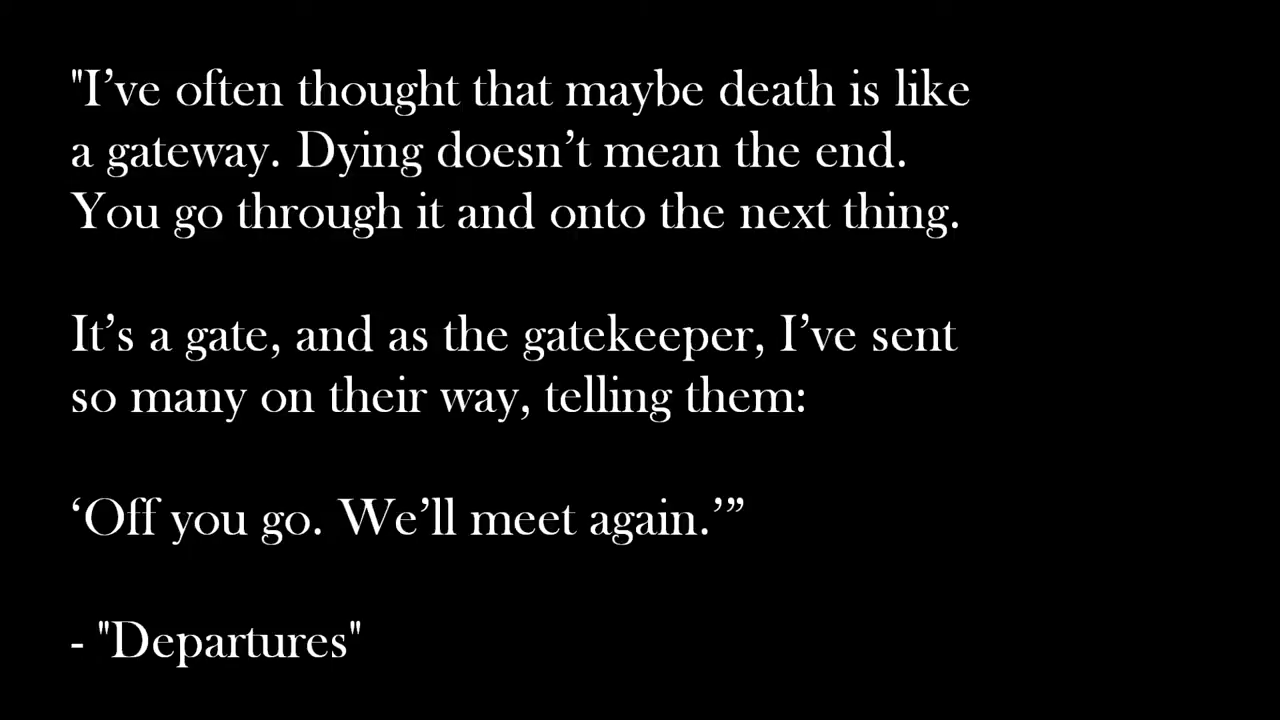 "I’ve often thought that maybe death is like
a gateway. Dying doesn’t mean the end.
You go through it and onto the next thing.
It’s a gate, and as the gatekeeper, I’ve sent
so many on their way, telling them:
‘Off you go. We’ll meet again.’”
- "Departures"